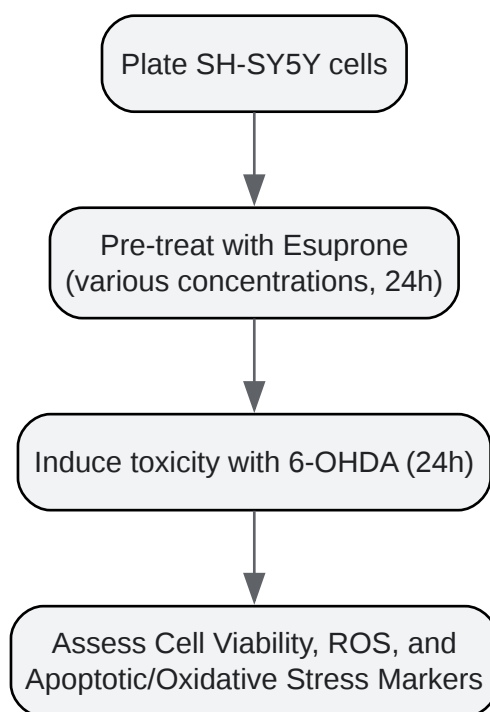 Plate SH-SY5Y cells
Pre-treat with Esuprone
(various concentrations, 24h)
Induce toxicity with 6-OHDA (24h)
Assess Cell Viability, ROS, and
Apoptotic/Oxidative Stress Markers